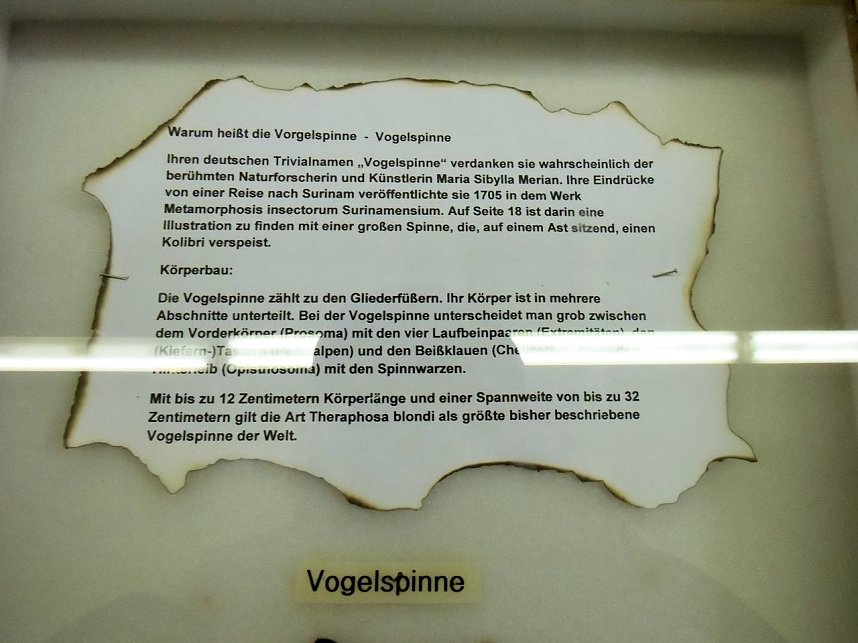 Warum heißt die Vorgelspinne - Vogelspinne
Ihren deutschen Trivialnamen „Vogelspinne“ verdanken sie wahrscheinlich der
berühmten Naturforscherin und Künstlerin Maria Sibylla Merian. Ihre Eindrücke
von einer Reise nach Surinam veröffentlichte sie 1705 in dem Werk
Metamorphosis insectorum Surinamensium. Auf Seite 18 ist darin eine
Illustration zu finden mit einer großen Spinne, die, auf einem Ast sitzend, einen
Kolibri verspeist.
Körperbau:
Die Vogelspinne zählt zu den Gliederfüßern. Ihr Körper ist in mehrere
Abschnitte unterteilt. Bei der Vogelspinne unterscheidet man grob zwischen
dem Vorderkörper (Prosoma) mit den vier Laufbeinpaaren (Extremitäten), den
und den Beißklauen
Hinterleib (Opisthosoma) mit den Spinnwarzen.
Mit bis zu 12 Zentimetern Körperlänge und einer Spannweite von bis zu 32
Zentimetern gilt die Art Theraphosa blondi als größte bisher beschriebene
Vogelspinne der Welt.
Vogelspinne